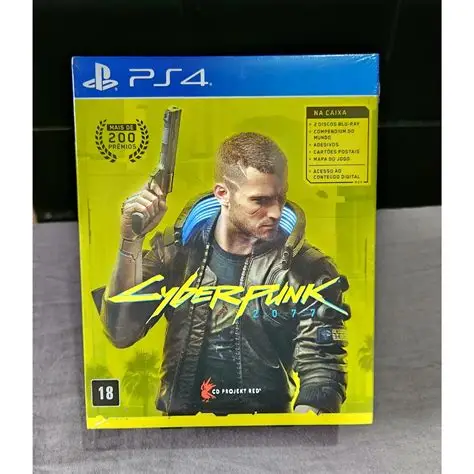 PS4
MAIS DE
200
PRÊMIOS
NA CAIXA
• 2 DISCOS BLU-RAY
• COMPÊNDIUM DO
MUNDO
• ADESIVOS
• CARTÕES POSTAIS
• MAPA DO JOGO
• ACESSO AO
CONTEÚDO DIGITAL
Cyberpunk
2077
18
CD PROJEKT RED®